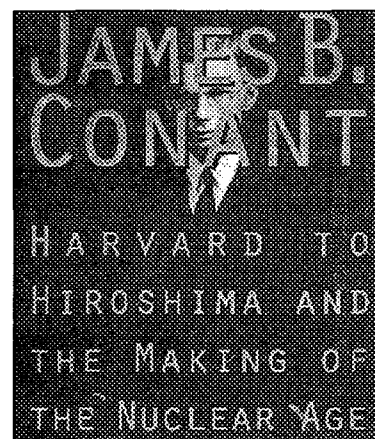 JAMES B.
CONANT
HARVARD TO
HIROSHIMA AND
THE MAKING OF
THE NUCLEAR AGE